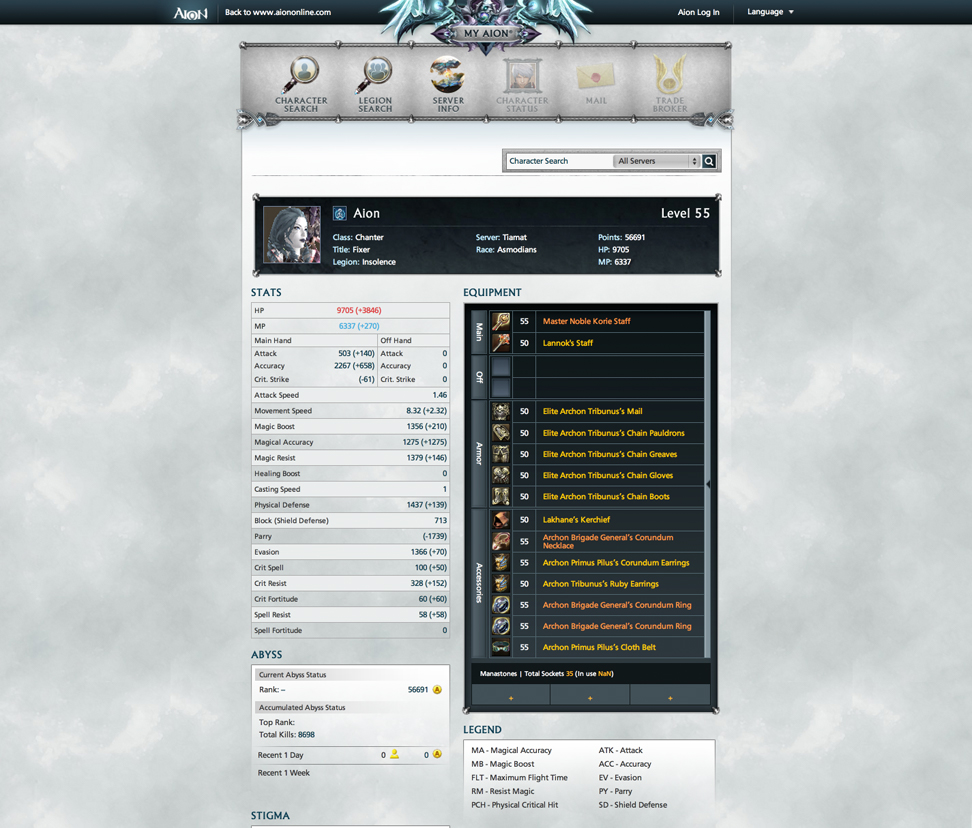 AION
Back to www.aiononline.com
Aion Log In
Language
MY AION®
CHARACTER SEARCH
LEGION SEARCH
SERVER INFO
CHARACTER STATUS
MAIL
TRADE BROKER
Character Search
All Servers
Aion
Level 55
Class: Chanter
Server: Tiamat
Points: 56691
Title: Fixer
Race: Asmodians
HP: 9705
Legion: Insolence
MP: 6337
STATS
HP 9705 (+3846)
MP 6337 (+270)
Main Hand Off Hand
Attack 503 (+140) Attack 0
Accuracy 2267 (+658) Accuracy 0
Crit. Strike (-61) Crit. Strike 0
Attack Speed 1.46
Movement Speed 8.32 (+2.32)
Magic Boost 1356 (+210)
Magical Accuracy 1275 (+1275)
Magic Resist 1379 (+146)
Healing Boost 0
Casting Speed 1
Physical Defense 1437 (+139)
Block (Shield Defense) 713
Parry (-1739)
Evasion 1366 (+70)
Crit Spell 100 (+50)
Crit Resist 328 (+152)
Crit Fortitude 60 (+60)
Spell Resist 58 (+58)
Spell Fortitude 0
ABYSS
Current Abyss Status
Rank: – 56691 A
Accumulated Abyss Status
Top Rank:
Total Kills: 8698
Recent 1 Day 0 0 A
Recent 1 Week
STIGMA
EQUIPMENT
Main
55 Master Noble Korie Staff
50 Lannok's Staff
Off
Armor
50 Elite Archon Tribunus's Mail
50 Elite Archon Tribunus's Chain Pauldrons
50 Elite Archon Tribunus's Chain Greaves
50 Elite Archon Tribunus's Chain Gloves
50 Elite Archon Tribunus's Chain Boots
Accessories
50 Lakhane's Kerchief
55 Archon Brigade General's Corundum
Necklace
55 Archon Primus Pilus's Corundum Earrings
50 Archon Tribunus's Ruby Earrings
55 Archon Brigade General's Corundum Ring
55 Archon Brigade General's Corundum Ring
55 Archon Primus Pilus's Cloth Belt
Manastones | Total Sockets 35 (In use NaN)
+ + +
LEGEND
MA - Magical Accuracy ATK - Attack
MB - Magic Boost ACC - Accuracy
FLT - Maximum Flight Time EV - Evasion
RM - Resist Magic PY - Parry
PCH - Physical Critical Hit SD - Shield Defense